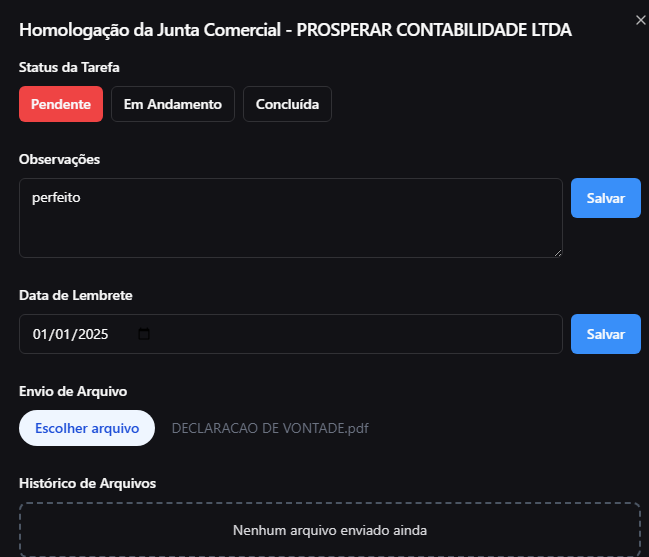 Homologação da Junta Comercial - PROSPERAR CONTABILIDADE LTDA
Status da Tarefa
Pendente Em Andamento Concluída
Observações
perfeito
Salvar
Data de Lembrete
01/01/2025
Salvar
Envio de Arquivo
Escolher arquivo DECLARACAO DE VONTADE.pdf
Histórico de Arquivos
Nenhum arquivo enviado ainda